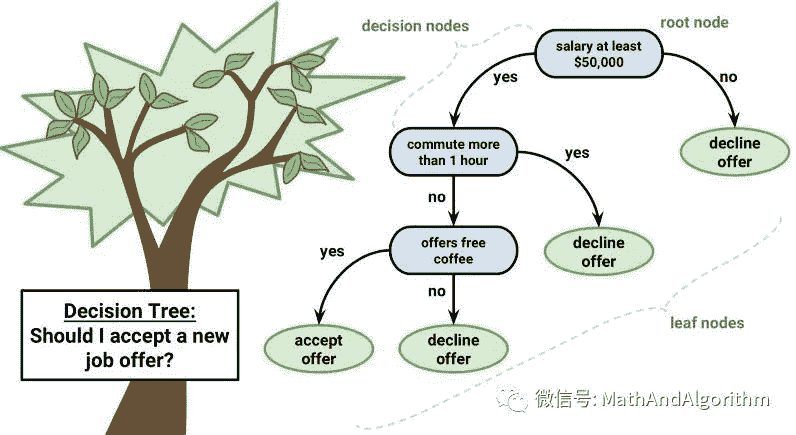 decision nodes
root node
salary at least
$50,000
yes
no
commute more
than 1 hour
decline
offer
yes
no
offers free
coffee
decline
offer
yes
no
accept
offer
decline
offer
leaf nodes
Decision Tree:
Should I accept a new
job offer?
微信号: MathAndAlgorithm